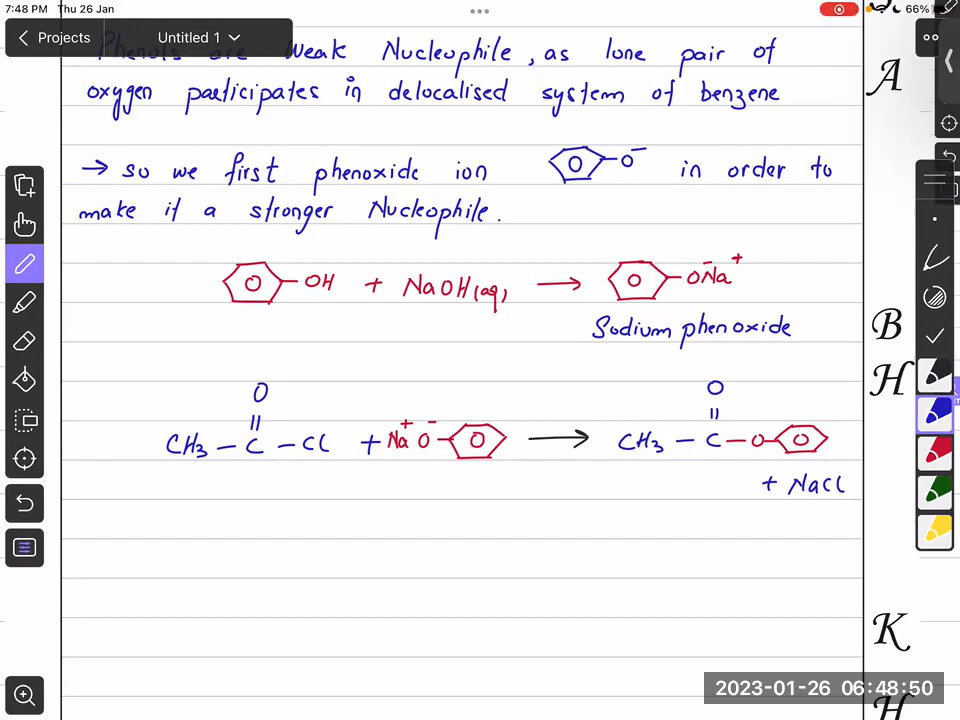 7:48 PM Thu 26 Jan
66%
Projects
Untitled 1
Phenols are weak Nucleophile, as lone pair of
oxygen participates in delocalised system of benzene
→ so we first phenoxide ion O⁻ in order to
make it a stronger Nucleophile.
OH + NaOH(aq) → O⁻Na⁺
Sodium phenoxide
O O
CH3 – C – Cl + Na⁺ O⁻ → CH3 – C – O
+ NaCl
A
B
H
K
H
2023-01-26 06:48:50